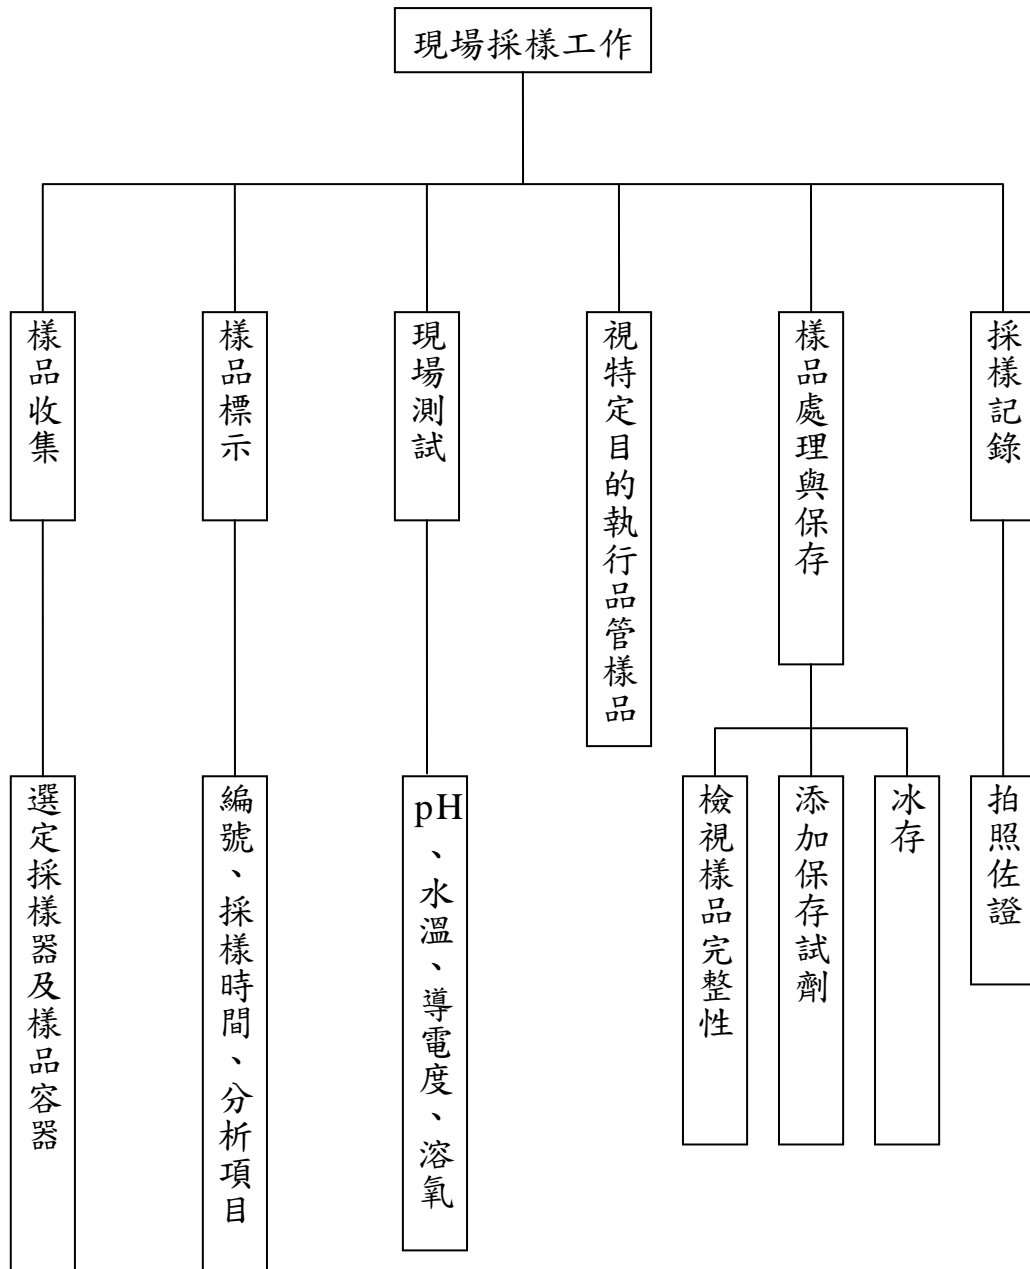 現場採樣工作
樣品收集
樣品標示
現場測試
視特定目的執行品管樣品
樣品處理與保存
採樣記錄
選定採樣器及樣品容器
編號、採樣時間、分析項目
pH、水溫、導電度、溶氧
檢視樣品完整性
添加保存試劑
冰存
拍照佐證